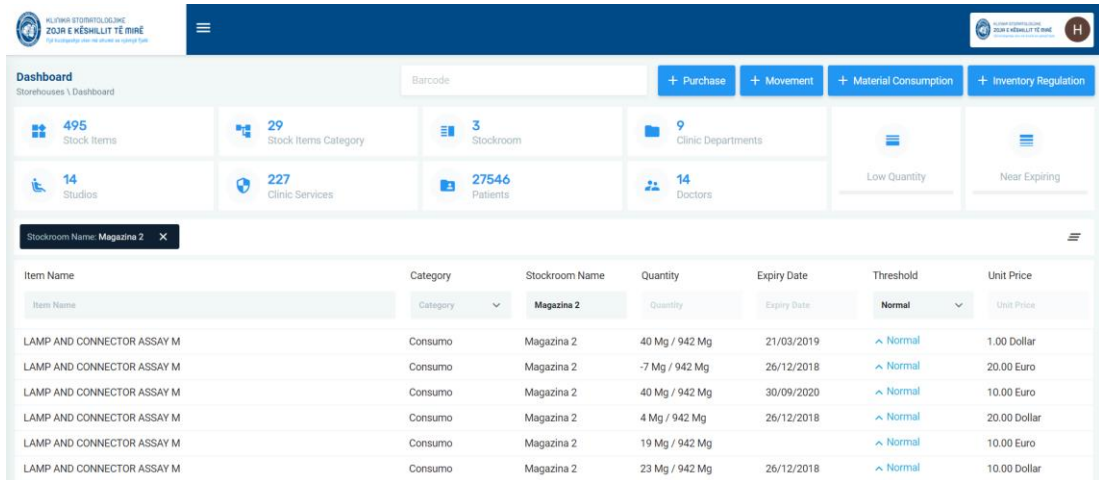 KLINIKA STOMATOLOGJIKE
ZOJA E KËSHILLIT TË MIRË
KLINIKA STOMATOLOGJIKE
ZOJA E KËSHILLIT TË MIRË
H
Dashboard
Storehouses \ Dashboard
Barcode
+ Purchase
+ Movement
+ Material Consumption
+ Inventory Regulation
495
Stock Items
29
Stock Items Category
3
Stockroom
9
Clinic Departments
Low Quantity
Near Expiring
14
Studios
227
Clinic Services
27546
Patients
14
Doctors
Stockroom Name: Magazina 2 X
Item Name Category Stockroom Name Quantity Expiry Date Threshold Unit Price
Item Name Category Magazina 2 Quantity Expiry Date Normal Unit Price
LAMP AND CONNECTOR ASSAY M Consumo Magazina 2 40 Mg / 942 Mg 21/03/2019 Normal 1.00 Dollar
LAMP AND CONNECTOR ASSAY M Consumo Magazina 2 -7 Mg / 942 Mg 26/12/2018 Normal 20.00 Euro
LAMP AND CONNECTOR ASSAY M Consumo Magazina 2 40 Mg / 942 Mg 30/09/2020 Normal 10.00 Euro
LAMP AND CONNECTOR ASSAY M Consumo Magazina 2 4 Mg / 942 Mg 26/12/2018 Normal 20.00 Dollar
LAMP AND CONNECTOR ASSAY M Consumo Magazina 2 19 Mg / 942 Mg Normal 10.00 Euro
LAMP AND CONNECTOR ASSAY M Consumo Magazina 2 23 Mg / 942 Mg 26/12/2018 Normal 10.00 Dollar